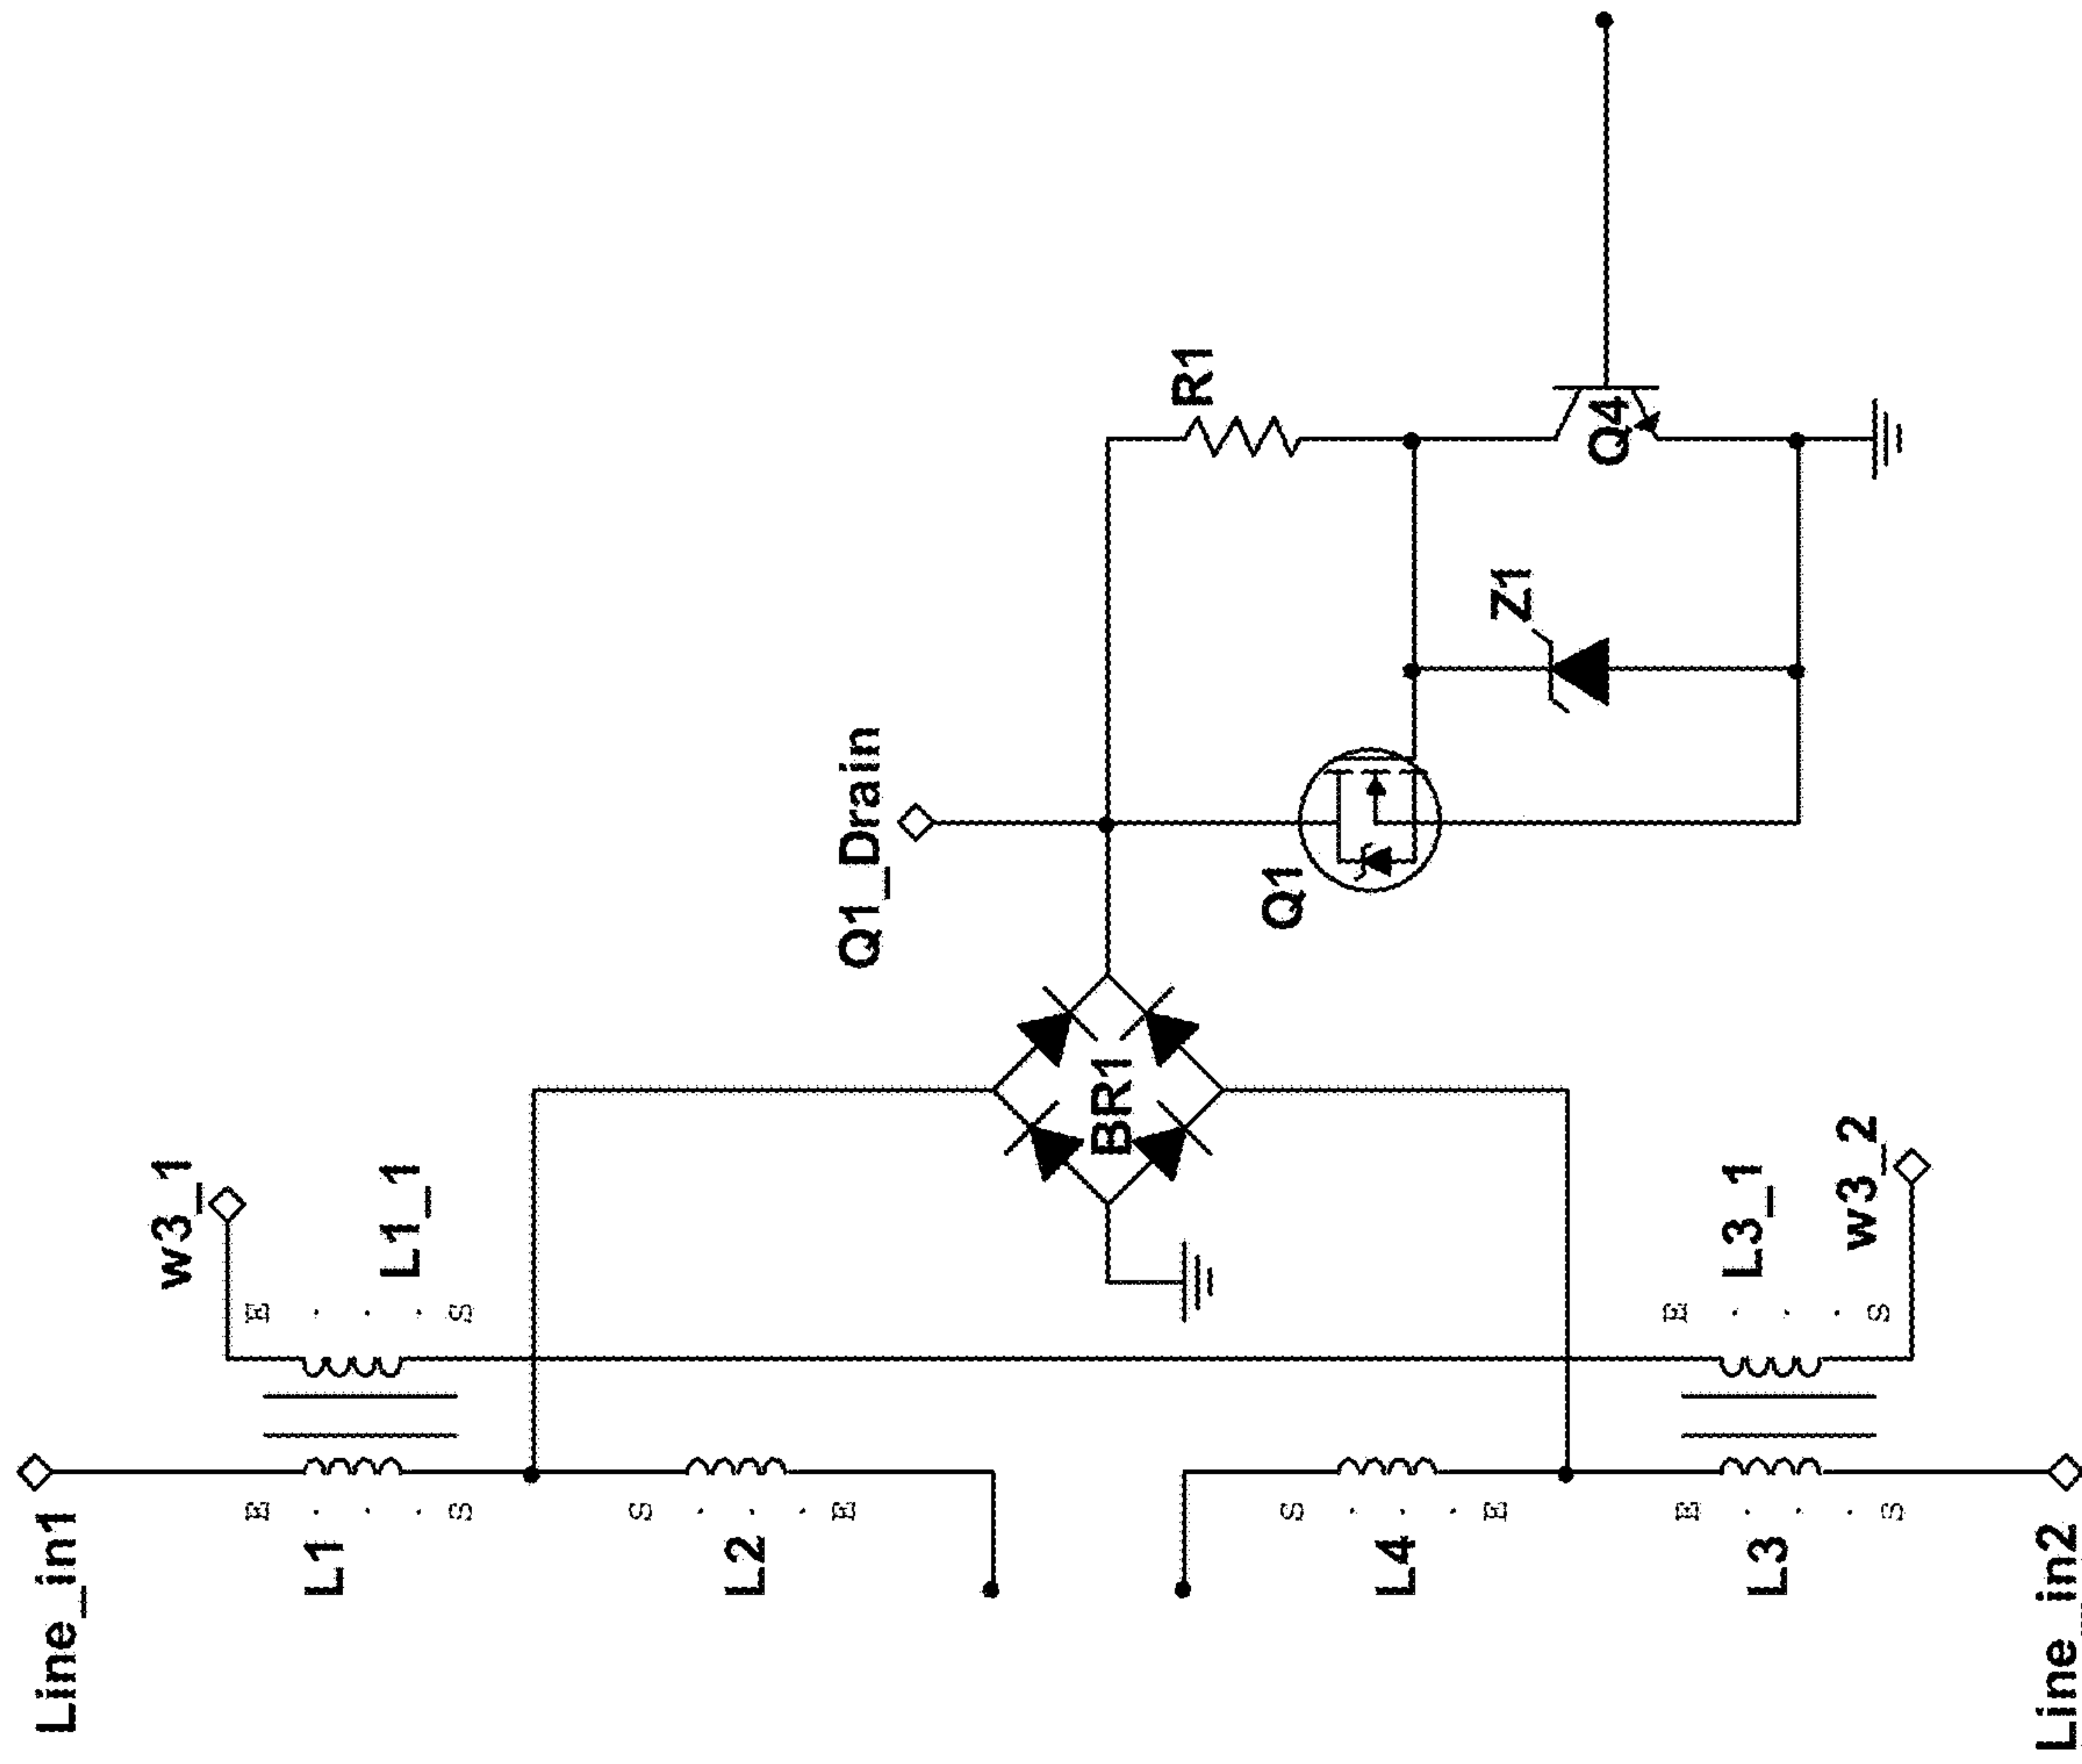 Line_in1
w3_1
E . . . S
L1_1
E . . . S
L1
S . . . E
L2
Q1_Drain
R1
BR1
Q1
Z1
Q4
S . . . E
L4
E . . . S
L3_1
w3_2
E . . . S
L3
Line_in2